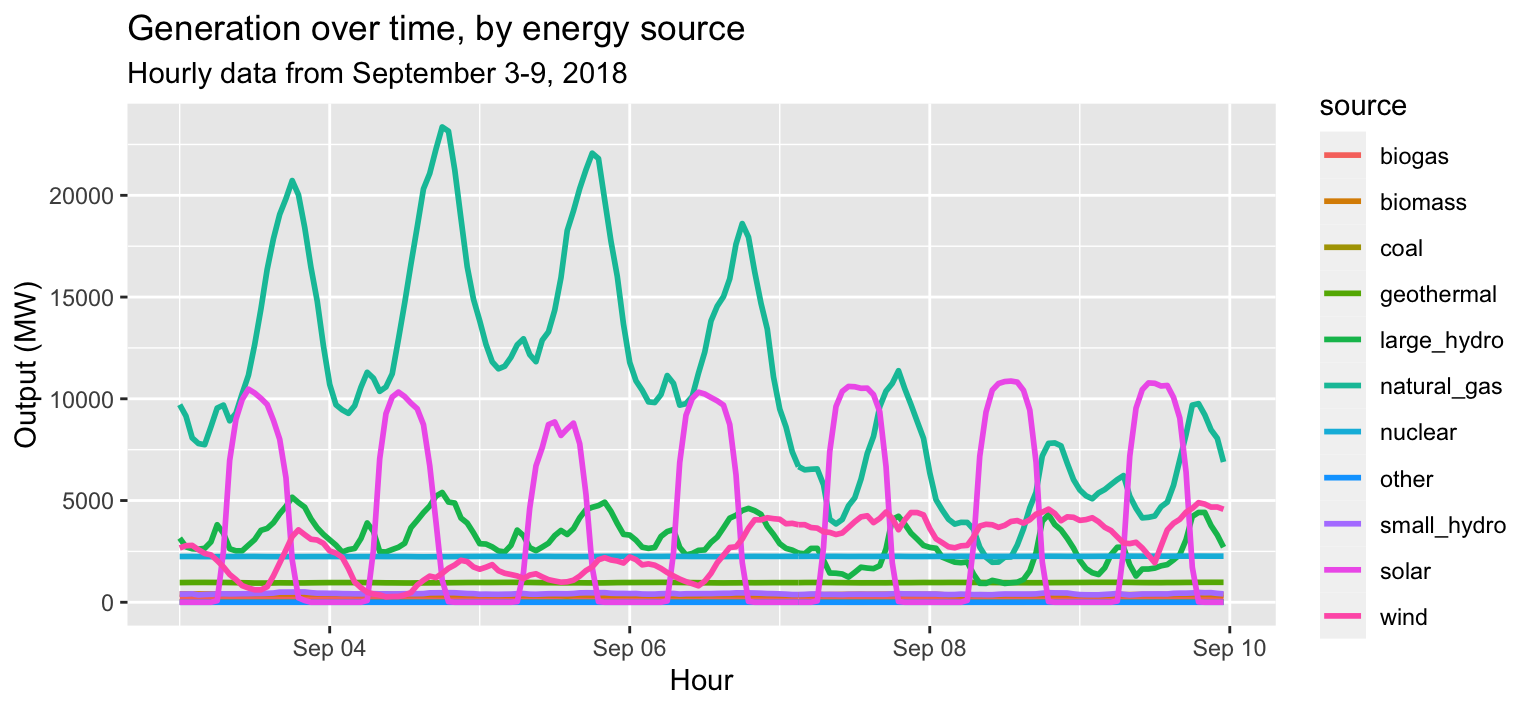 Generation over time, by energy source
Hourly data from September 3-9, 2018
Output (MW)
20000
15000
10000
5000
0
Sep 04
Sep 06
Sep 08
Sep 10
Hour
source
biogas
biomass
coal
geothermal
large_hydro
natural_gas
nuclear
other
small_hydro
solar
wind